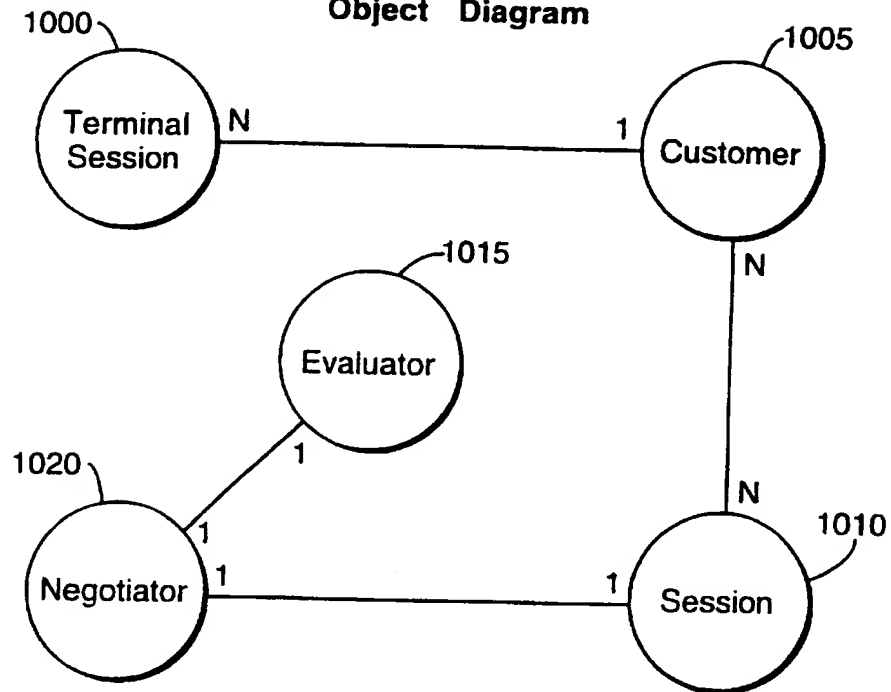 Object Diagram
1000
1005
Terminal
Session
N
1
Customer
N
1015
Evaluator
1
1020
1
Negotiator
1
1
N
Session
1010